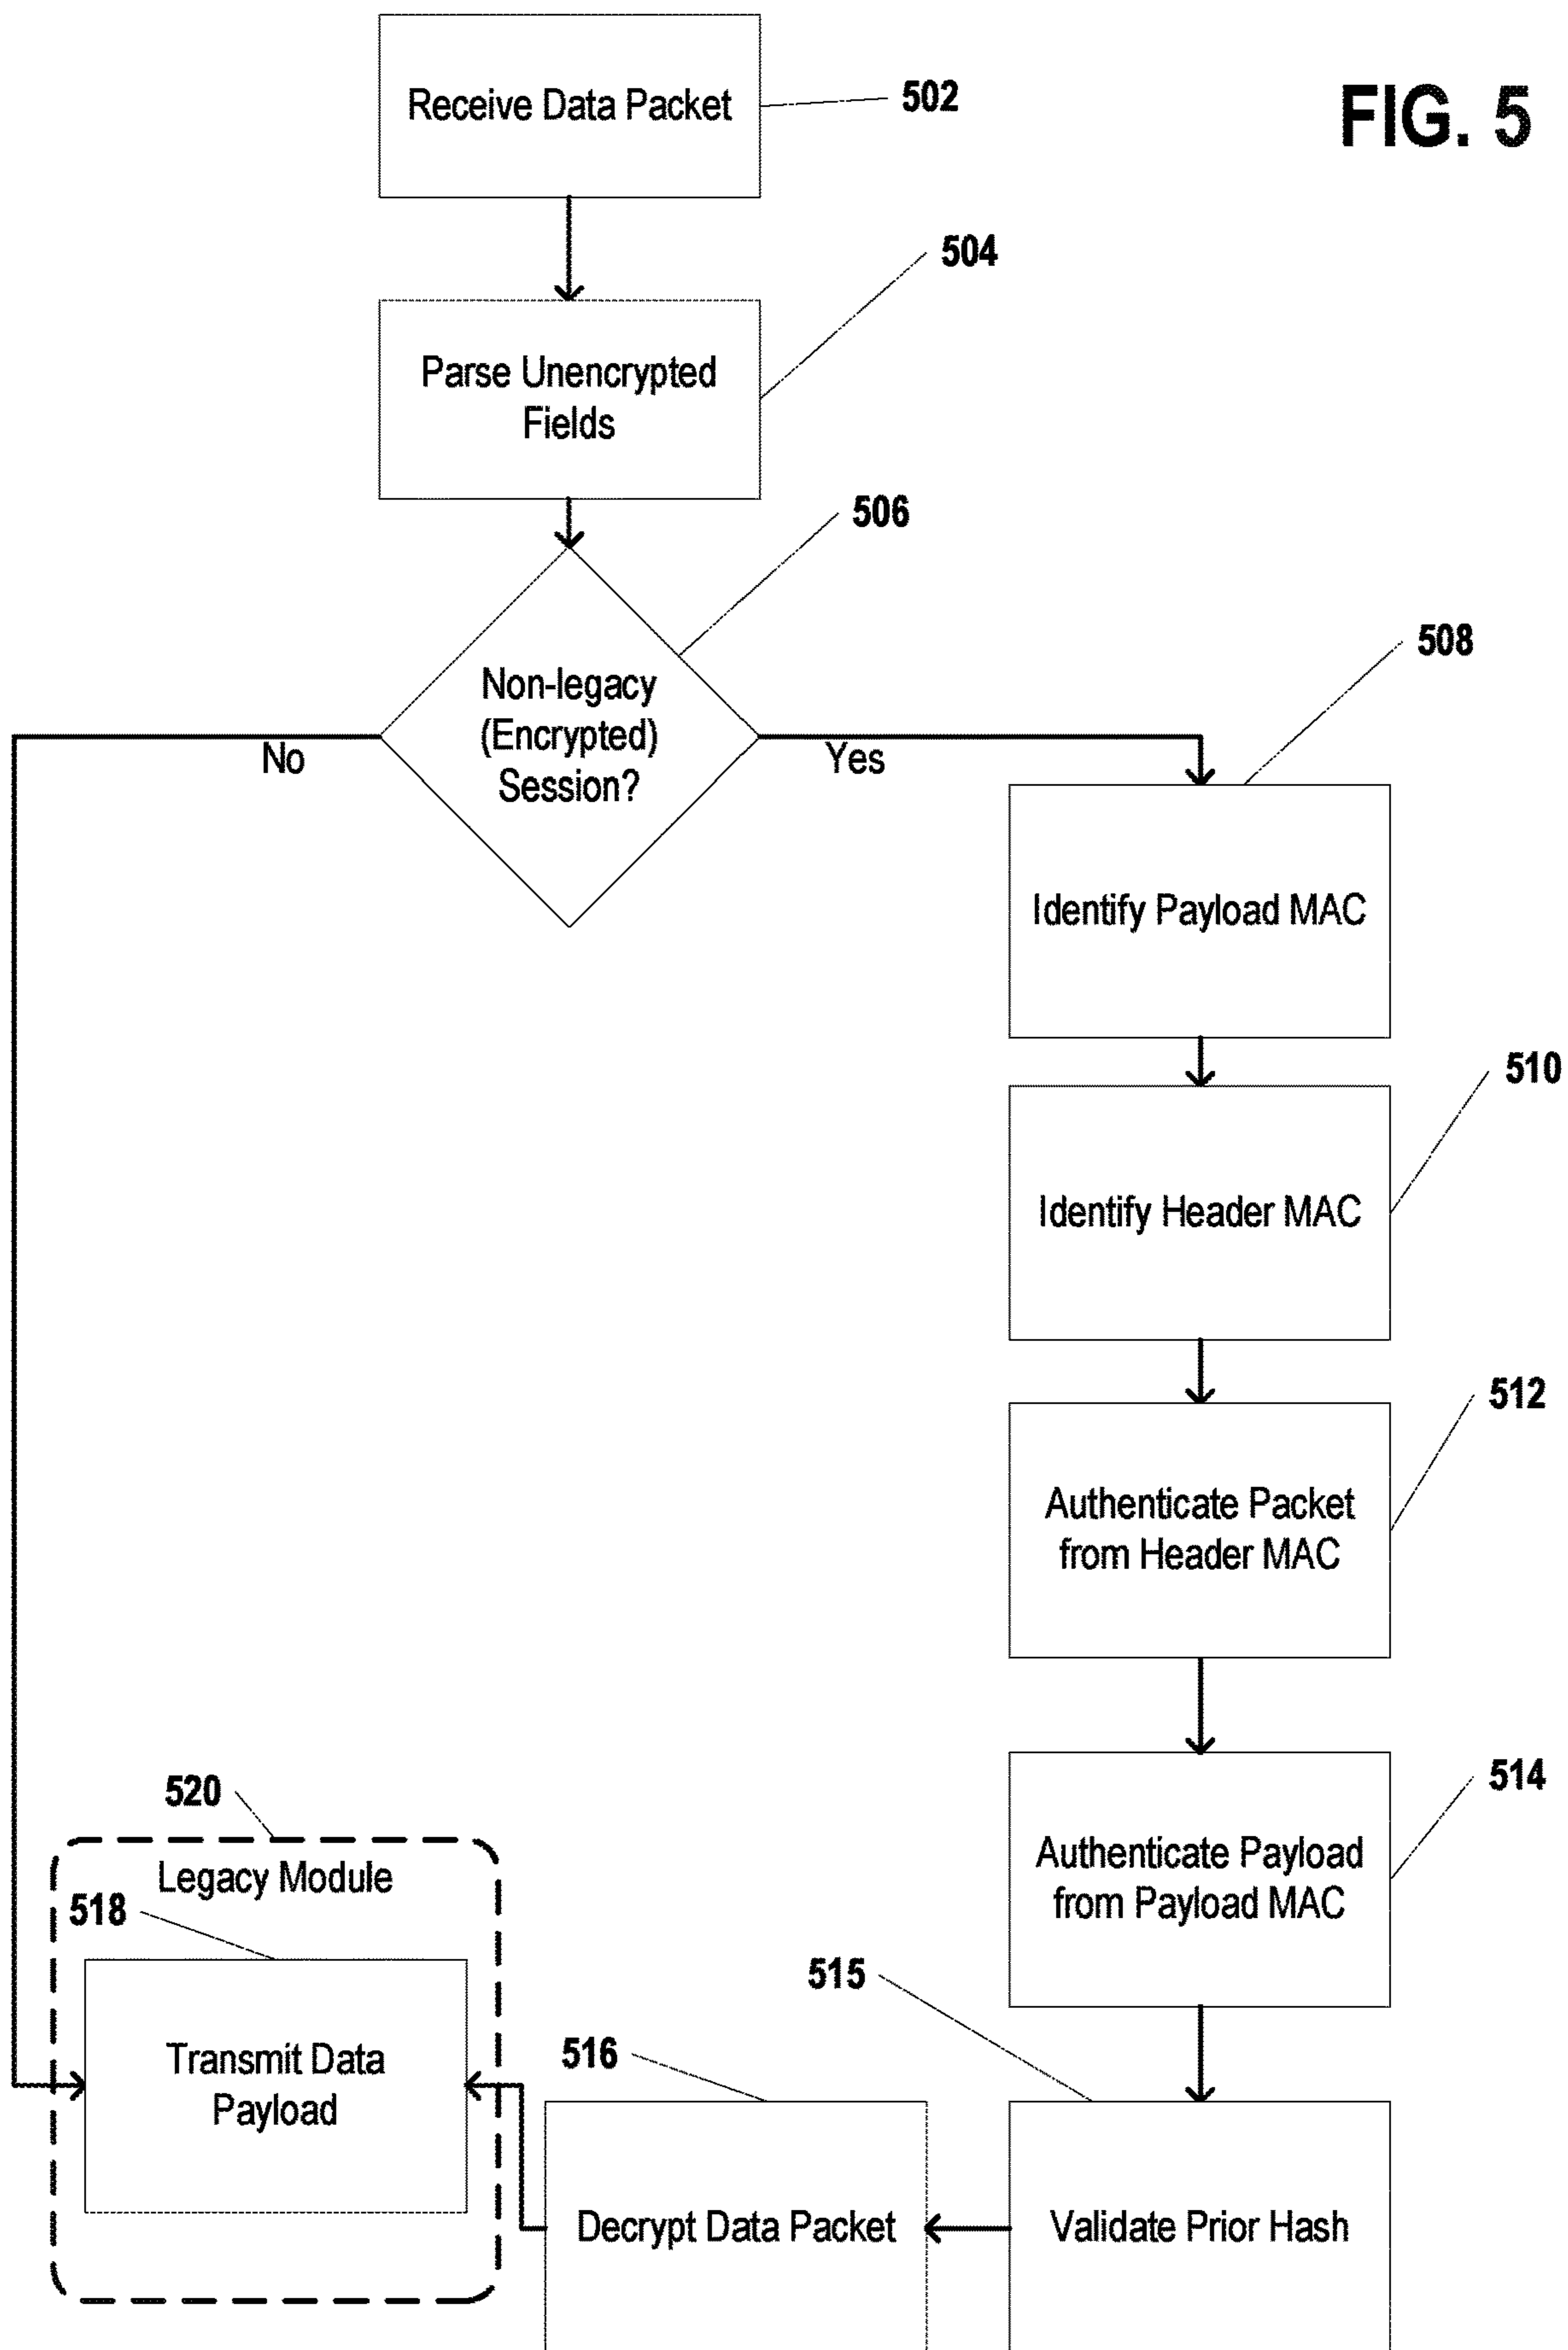 FIG. 5
Receive Data Packet
502
504
Parse Unencrypted
Fields
506
Non-legacy
(Encrypted)
Session?
No
Yes
508
Identify Payload MAC
510
Identify Header MAC
512
Authenticate Packet
from Header MAC
514
Authenticate Payload
from Payload MAC
515
Validate Prior Hash
516
Decrypt Data Packet
520
Legacy Module
518
Transmit Data
Payload